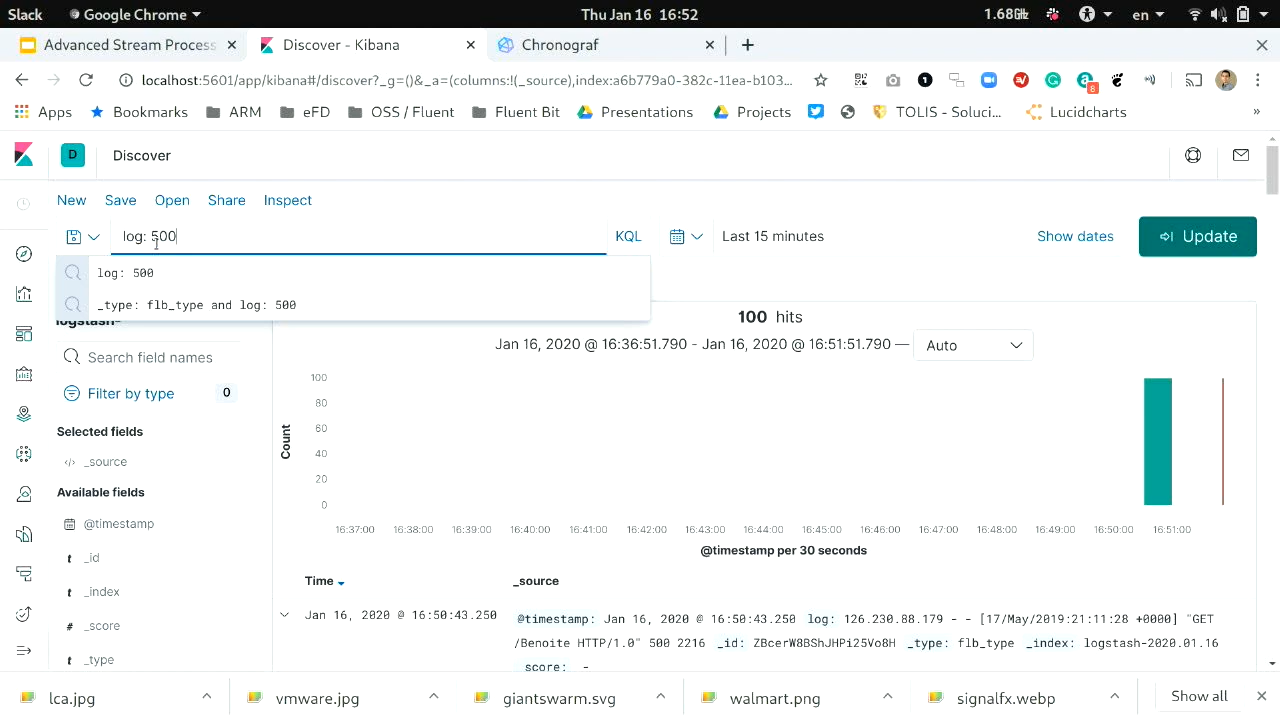 Slack Google Chrome Thu Jan 16 16:52 1.68GHz en
Advanced Stream Process Discover - Kibana Chronograf
localhost:5601/app/kibana#/discover?_g=()&_a=(columns:!(_source),index:a6b779a0-382c-11ea-b103... 8
Apps Bookmarks ARM eFD OSS / Fluent Fluent Bit Presentations Projects TOLIS - Soluci... Lucidcharts »
D Discover
New Save Open Share Inspect
log: 500 KQL Last 15 minutes Show dates Update
log: 500
_type: flb_type and log: 500
logstash-*
100 hits
Jan 16, 2020 @ 16:36:51.790 - Jan 16, 2020 @ 16:51:51.790 — Auto
Search field names
Filter by type 0
Selected fields
_source
Available fields
@timestamp
t _id
t _index
# _score
t _type
Count
100
80
60
40
20
0
16:37:00 16:38:00 16:39:00 16:40:00 16:41:00 16:42:00 16:43:00 16:44:00 16:45:00 16:46:00 16:47:00 16:48:00 16:49:00 16:50:00 16:51:00
@timestamp per 30 seconds
Time _source
Jan 16, 2020 @ 16:50:43.250 @timestamp: Jan 16, 2020 @ 16:50:43.250 log: 126.230.88.179 - - [17/May/2019:21:11:28 +0000] "GET
/Benoite HTTP/1.0" 500 2216 _id: ZBcerW8BShJHPi25Vo8H _type: flb_type _index: logstash-2020.01.16
_score: -
lca.jpg vmware.jpg giantswarm.svg walmart.png signalfx.webp Show all